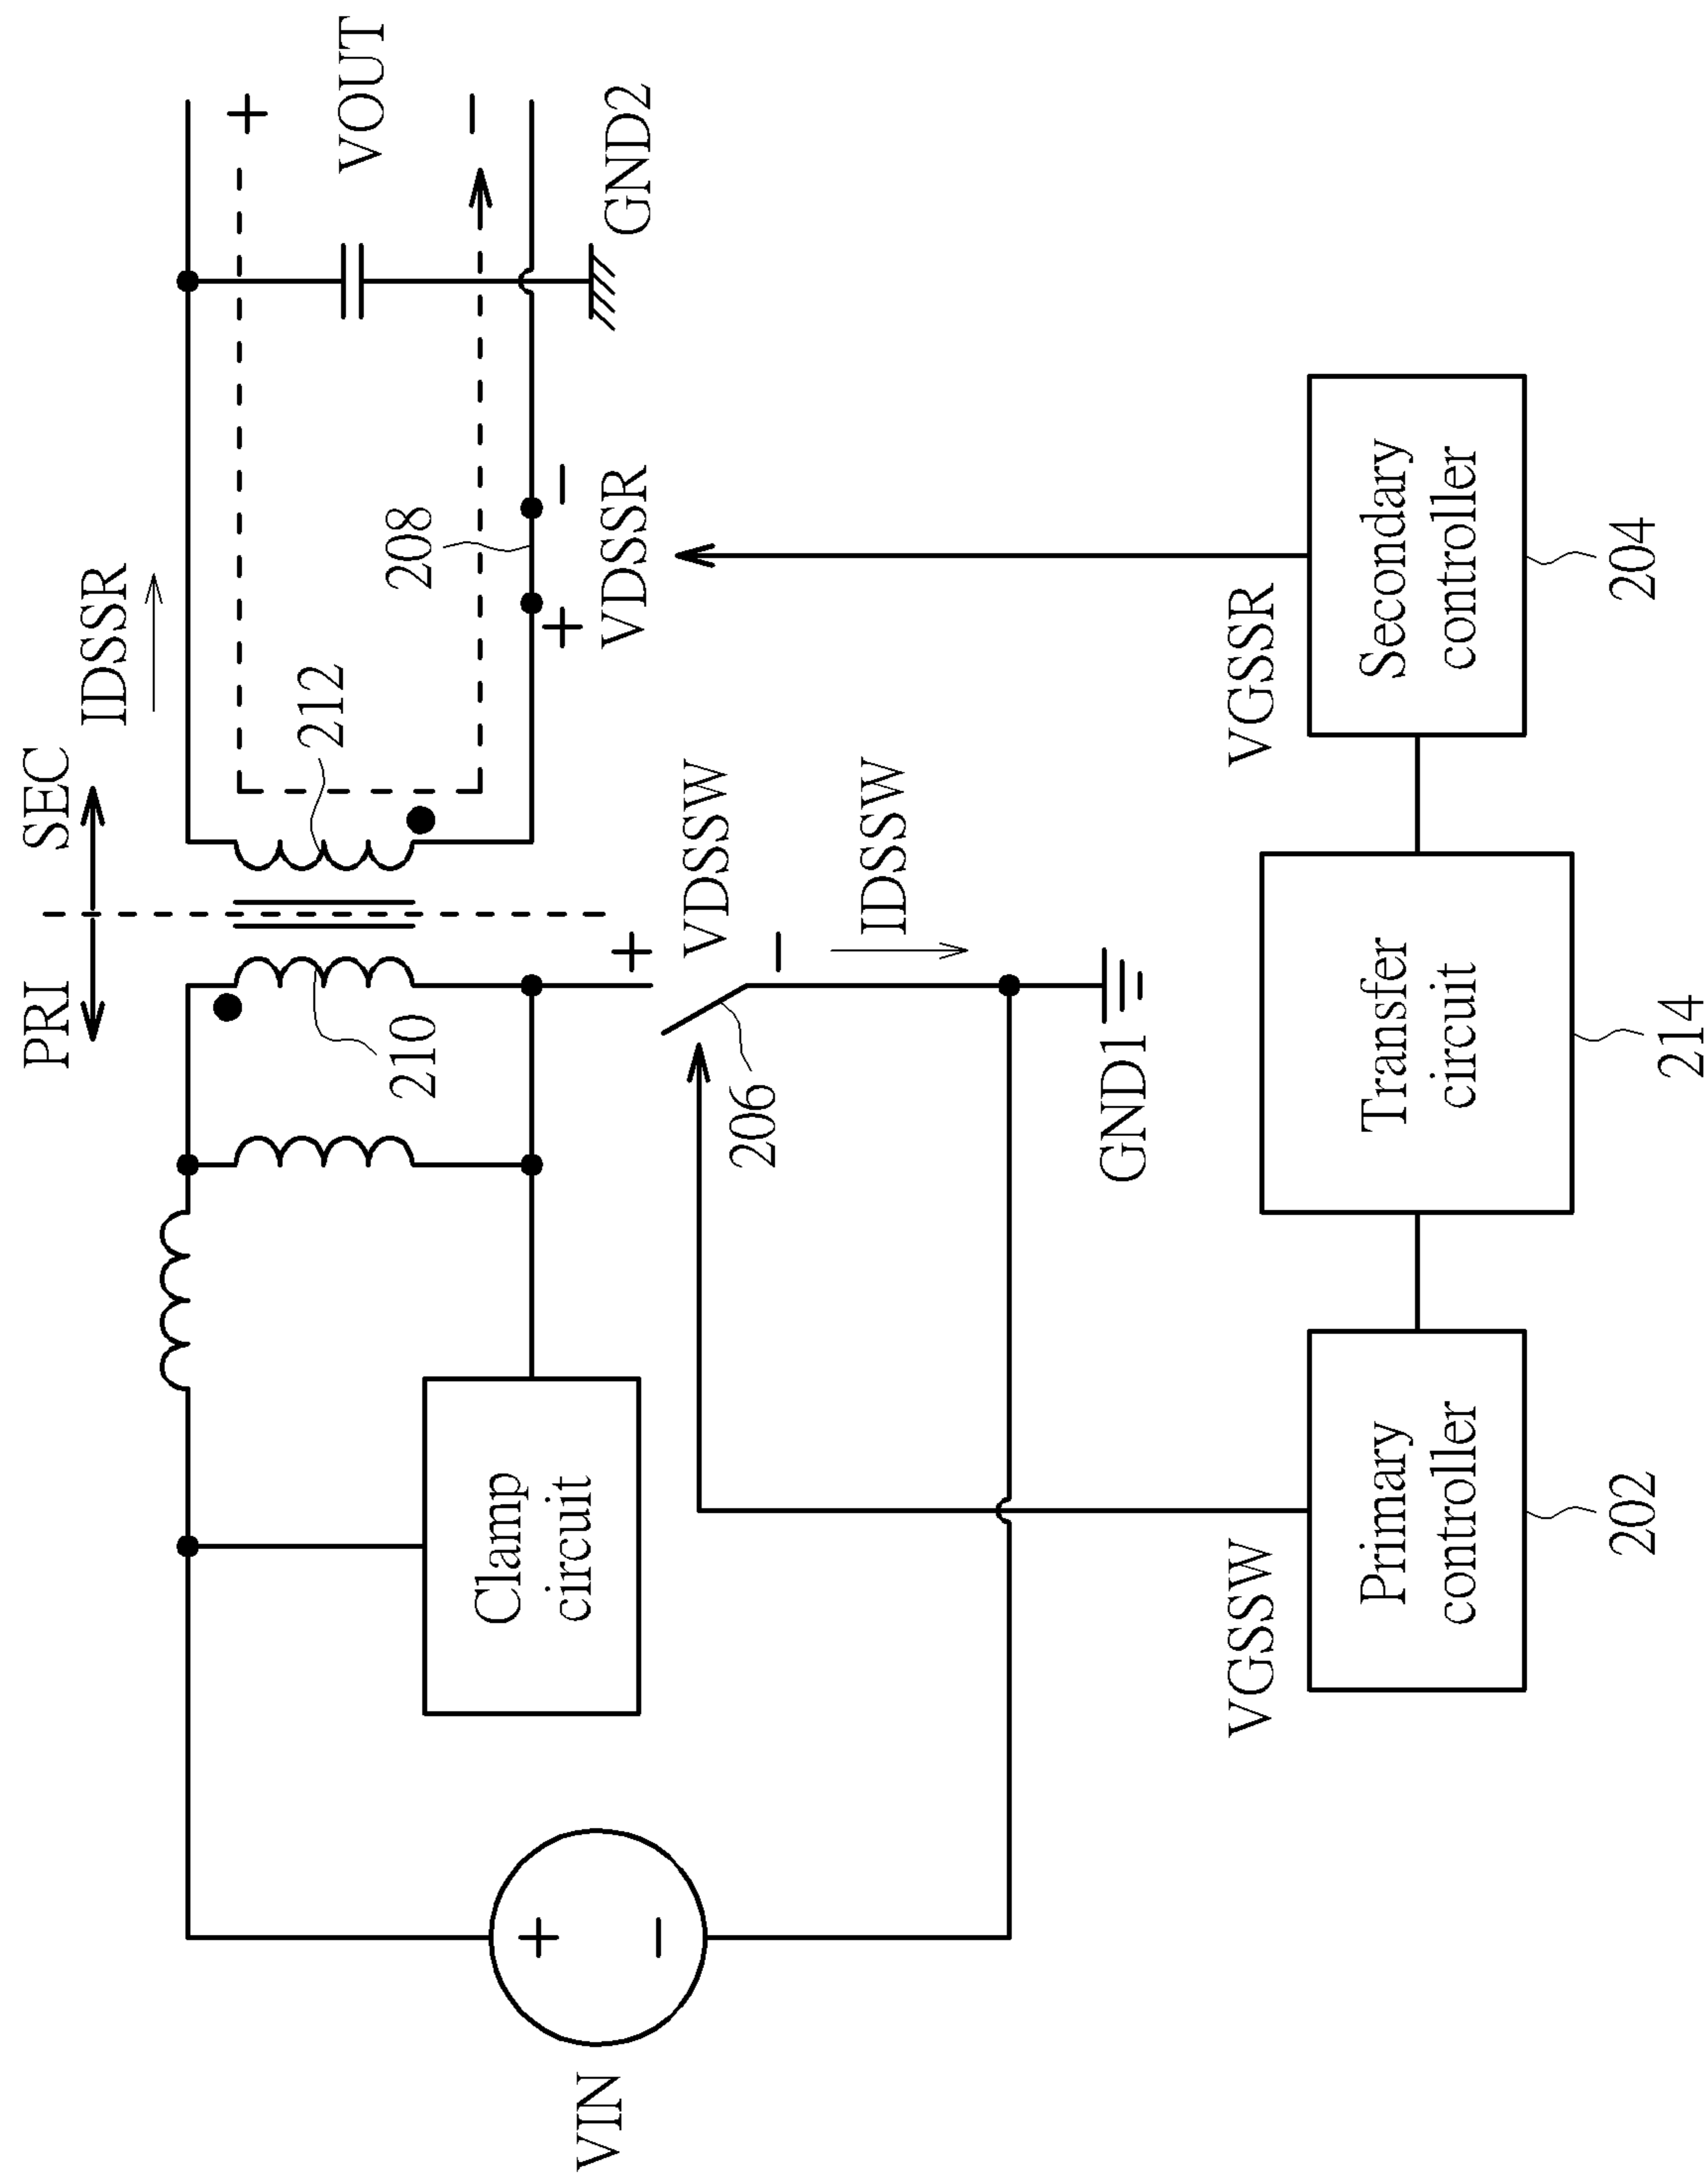 PRI
SEC
IDSSR
+
VOUT
−
212
210
208
+
VDSSR
−
GND2
Clamp
circuit
VIN
+
−
+
VDSSW
−
206
IDSSW
GND1
VGSSW
VGSSR
Primary
controller
202
Transfer
circuit
214
Secondary
controller
204